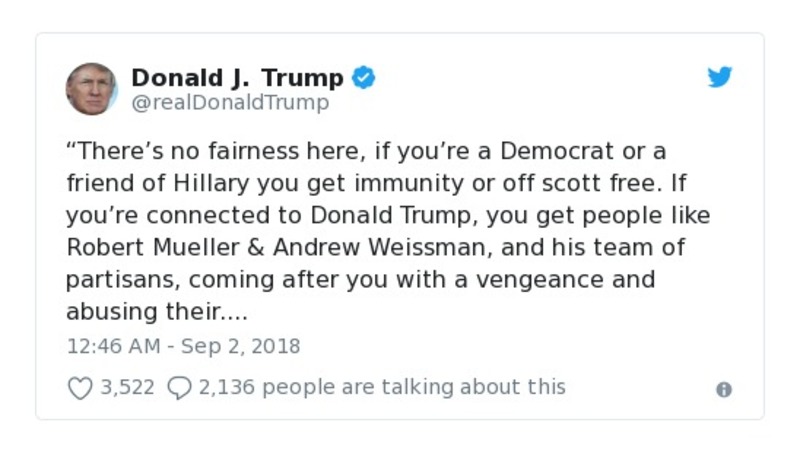 Donald J. Trump
@realDonaldTrump
“There’s no fairness here, if you’re a Democrat or a
friend of Hillary you get immunity or off scott free. If
you’re connected to Donald Trump, you get people like
Robert Mueller & Andrew Weissman, and his team of
partisans, coming after you with a vengeance and
abusing their....
12:46 AM - Sep 2, 2018
3,522 2,136 people are talking about this